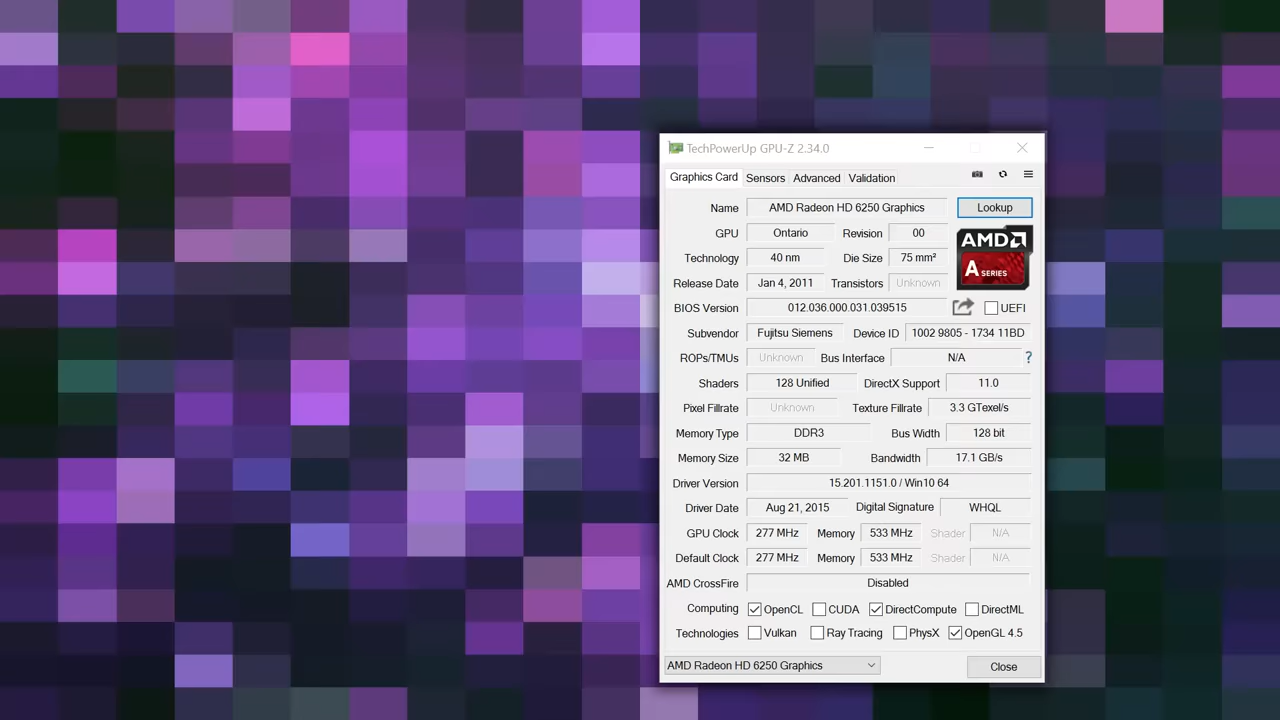 TechPowerUp GPU-Z 2.34.0
Graphics Card Sensors Advanced Validation
Name AMD Radeon HD 6250 Graphics Lookup
GPU Ontario Revision 00
AMD
A SERIES
Technology 40 nm Die Size 75 mm²
Release Date Jan 4, 2011 Transistors Unknown
BIOS Version 012.036.000.031.039515 UEFI
Subvendor Fujitsu Siemens Device ID 1002 9805 - 1734 11BD
ROPs/TMUs Unknown Bus Interface N/A ?
Shaders 128 Unified DirectX Support 11.0
Pixel Fillrate Unknown Texture Fillrate 3.3 GTexel/s
Memory Type DDR3 Bus Width 128 bit
Memory Size 32 MB Bandwidth 17.1 GB/s
Driver Version 15.201.1151.0 / Win10 64
Driver Date Aug 21, 2015 Digital Signature WHQL
GPU Clock 277 MHz Memory 533 MHz Shader N/A
Default Clock 277 MHz Memory 533 MHz Shader N/A
AMD CrossFire Disabled
Computing OpenCL CUDA DirectCompute DirectML
Technologies Vulkan Ray Tracing PhysX OpenGL 4.5
AMD Radeon HD 6250 Graphics Close